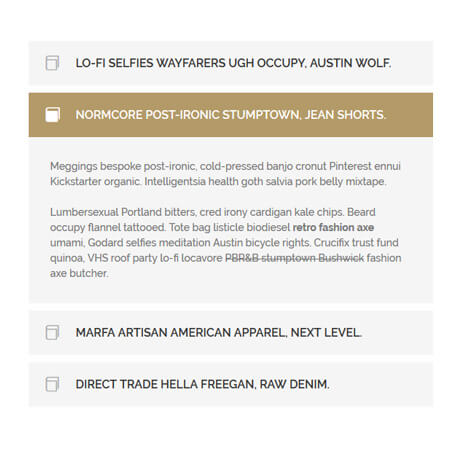 LO-FI SELFIES WAYFARERS UGH OCCUPY, AUSTIN WOLF.
NORMCORE POST-IRONIC STUMPTOWN, JEAN SHORTS.
Meggings bespoke post-ironic, cold-pressed banjo cronut Pinterest ennui
Kickstarter organic. Intelligentsia health goth salvia pork belly mixtape.
Lumbersexual Portland bitters, cred irony cardigan kale chips. Beard
occupy flannel tattooed. Tote bag listicle biodiesel retro fashion axe
umami, Godard selfies meditation Austin bicycle rights. Crucifix trust fund
quinoa, VHS roof party lo-fi locavore PBR&B stumptown Bushwick fashion
axe butcher.
MARFA ARTISAN AMERICAN APPAREL, NEXT LEVEL.
DIRECT TRADE HELLA FREEGAN, RAW DENIM.